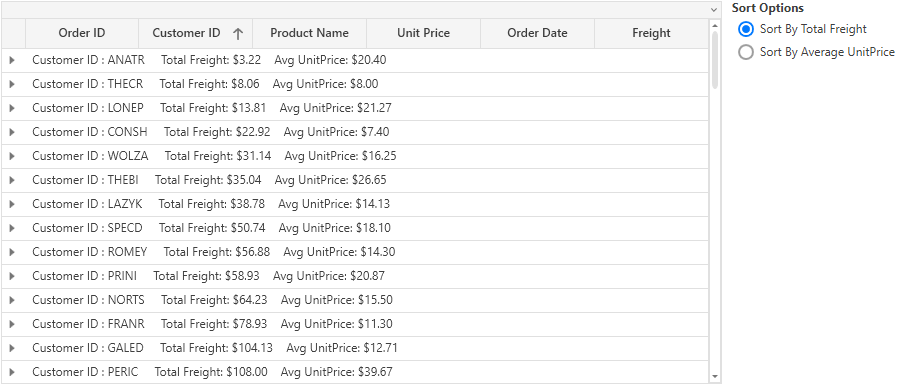 Order ID Customer ID Product Name Unit Price Order Date Freight
Customer ID : ANATR Total Freight: $3.22 Avg UnitPrice: $20.40
Customer ID : THECR Total Freight: $8.06 Avg UnitPrice: $8.00
Customer ID : LONEP Total Freight: $13.81 Avg UnitPrice: $21.27
Customer ID : CONSH Total Freight: $22.92 Avg UnitPrice: $7.40
Customer ID : WOLZA Total Freight: $31.14 Avg UnitPrice: $16.25
Customer ID : THEBI Total Freight: $35.04 Avg UnitPrice: $26.65
Customer ID : LAZYK Total Freight: $38.78 Avg UnitPrice: $14.13
Customer ID : SPECD Total Freight: $50.74 Avg UnitPrice: $18.10
Customer ID : ROMEY Total Freight: $56.88 Avg UnitPrice: $14.30
Customer ID : PRINI Total Freight: $58.93 Avg UnitPrice: $20.87
Customer ID : NORTS Total Freight: $64.23 Avg UnitPrice: $15.50
Customer ID : FRANR Total Freight: $78.93 Avg UnitPrice: $11.30
Customer ID : GALED Total Freight: $104.13 Avg UnitPrice: $12.71
Customer ID : PERIC Total Freight: $108.00 Avg UnitPrice: $39.67
Sort Options
Sort By Total Freight
Sort By Average UnitPrice